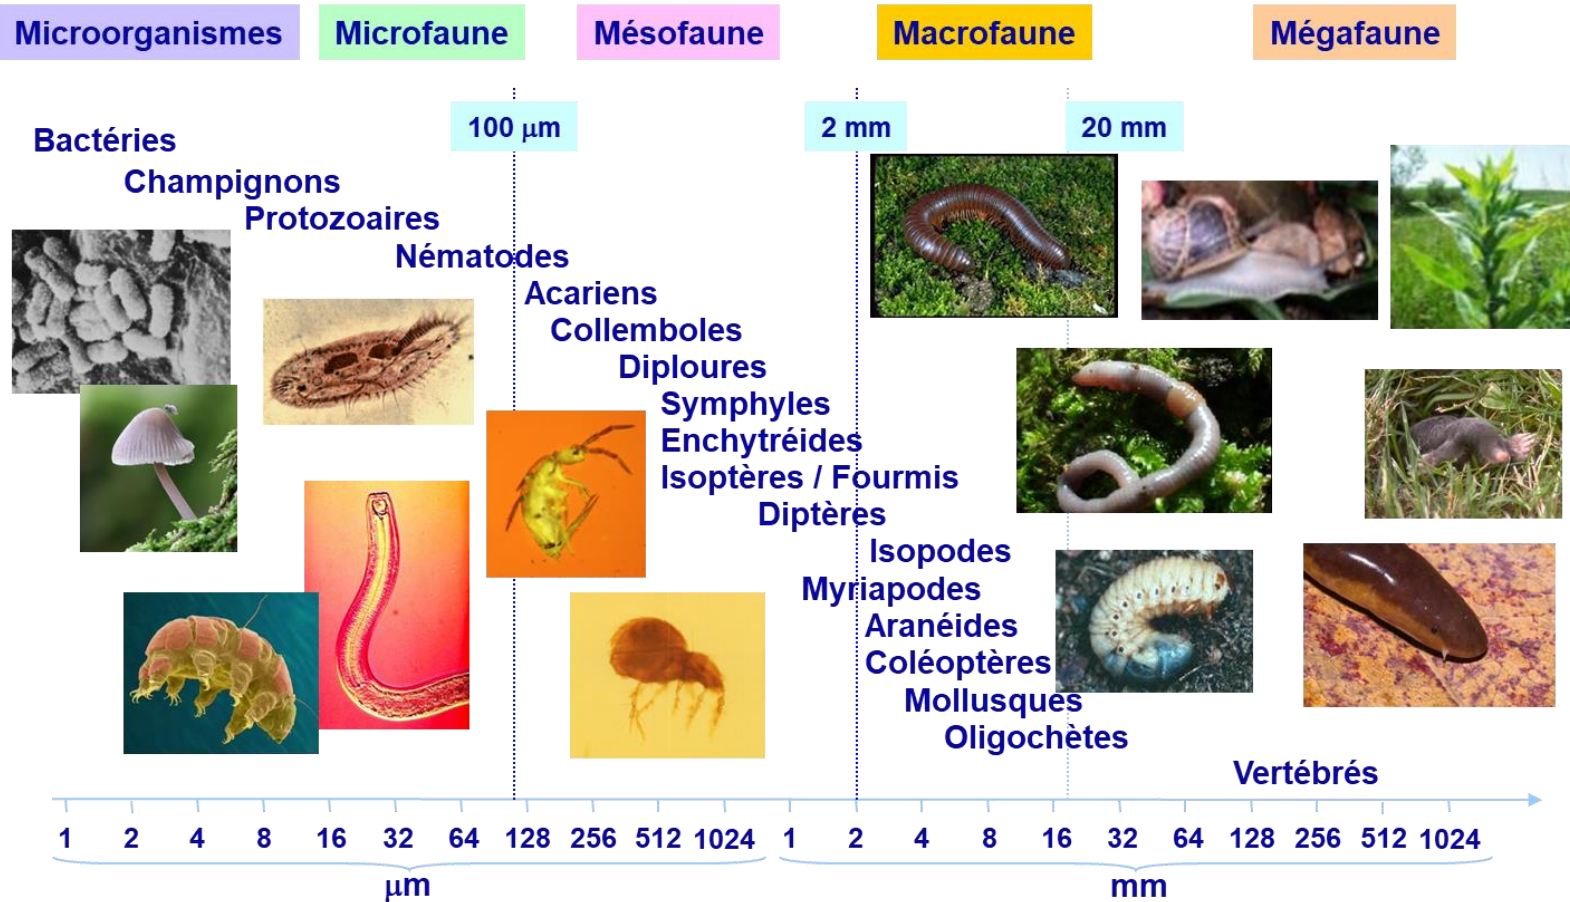 Microorganismes
Microfaune
Mésofaune
Macrofaune
Mégafaune
100 μm
2 mm
20 mm
Bactéries
Champignons
Protozoaires
Nématodes
Acariens
Collemboles
Diploures
Symphyles
Enchytréides
Isoptères / Fourmis
Diptères
Isopodes
Myriapodes
Aranéides
Coléoptères
Mollusques
Oligochètes
Vertébrés
1 2 4 8 16 32 64 128 256 512 1024 1 2 4 8 16 32 64 128 256 512 1024
μm mm